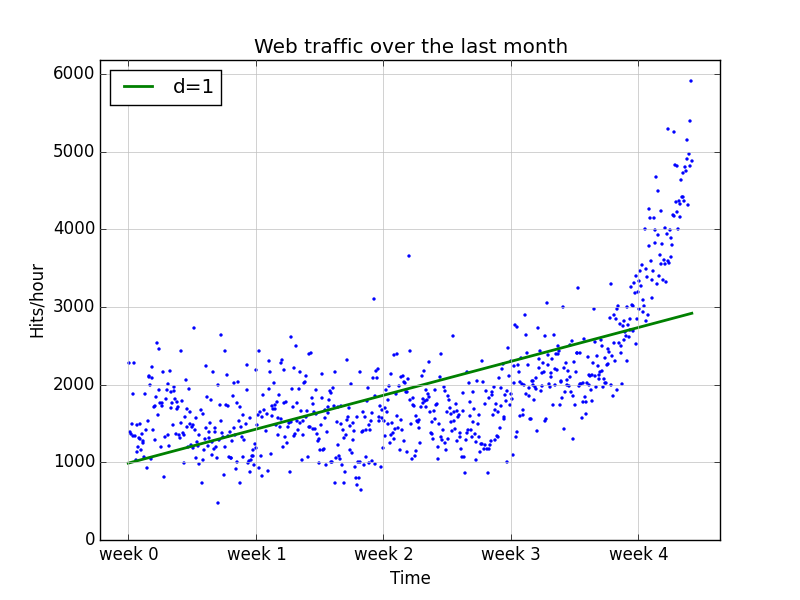 Web traffic over the last month
d=1
6000
5000
4000
3000
2000
1000
0
Hits/hour
week 0 week 1 week 2 week 3 week 4
Time